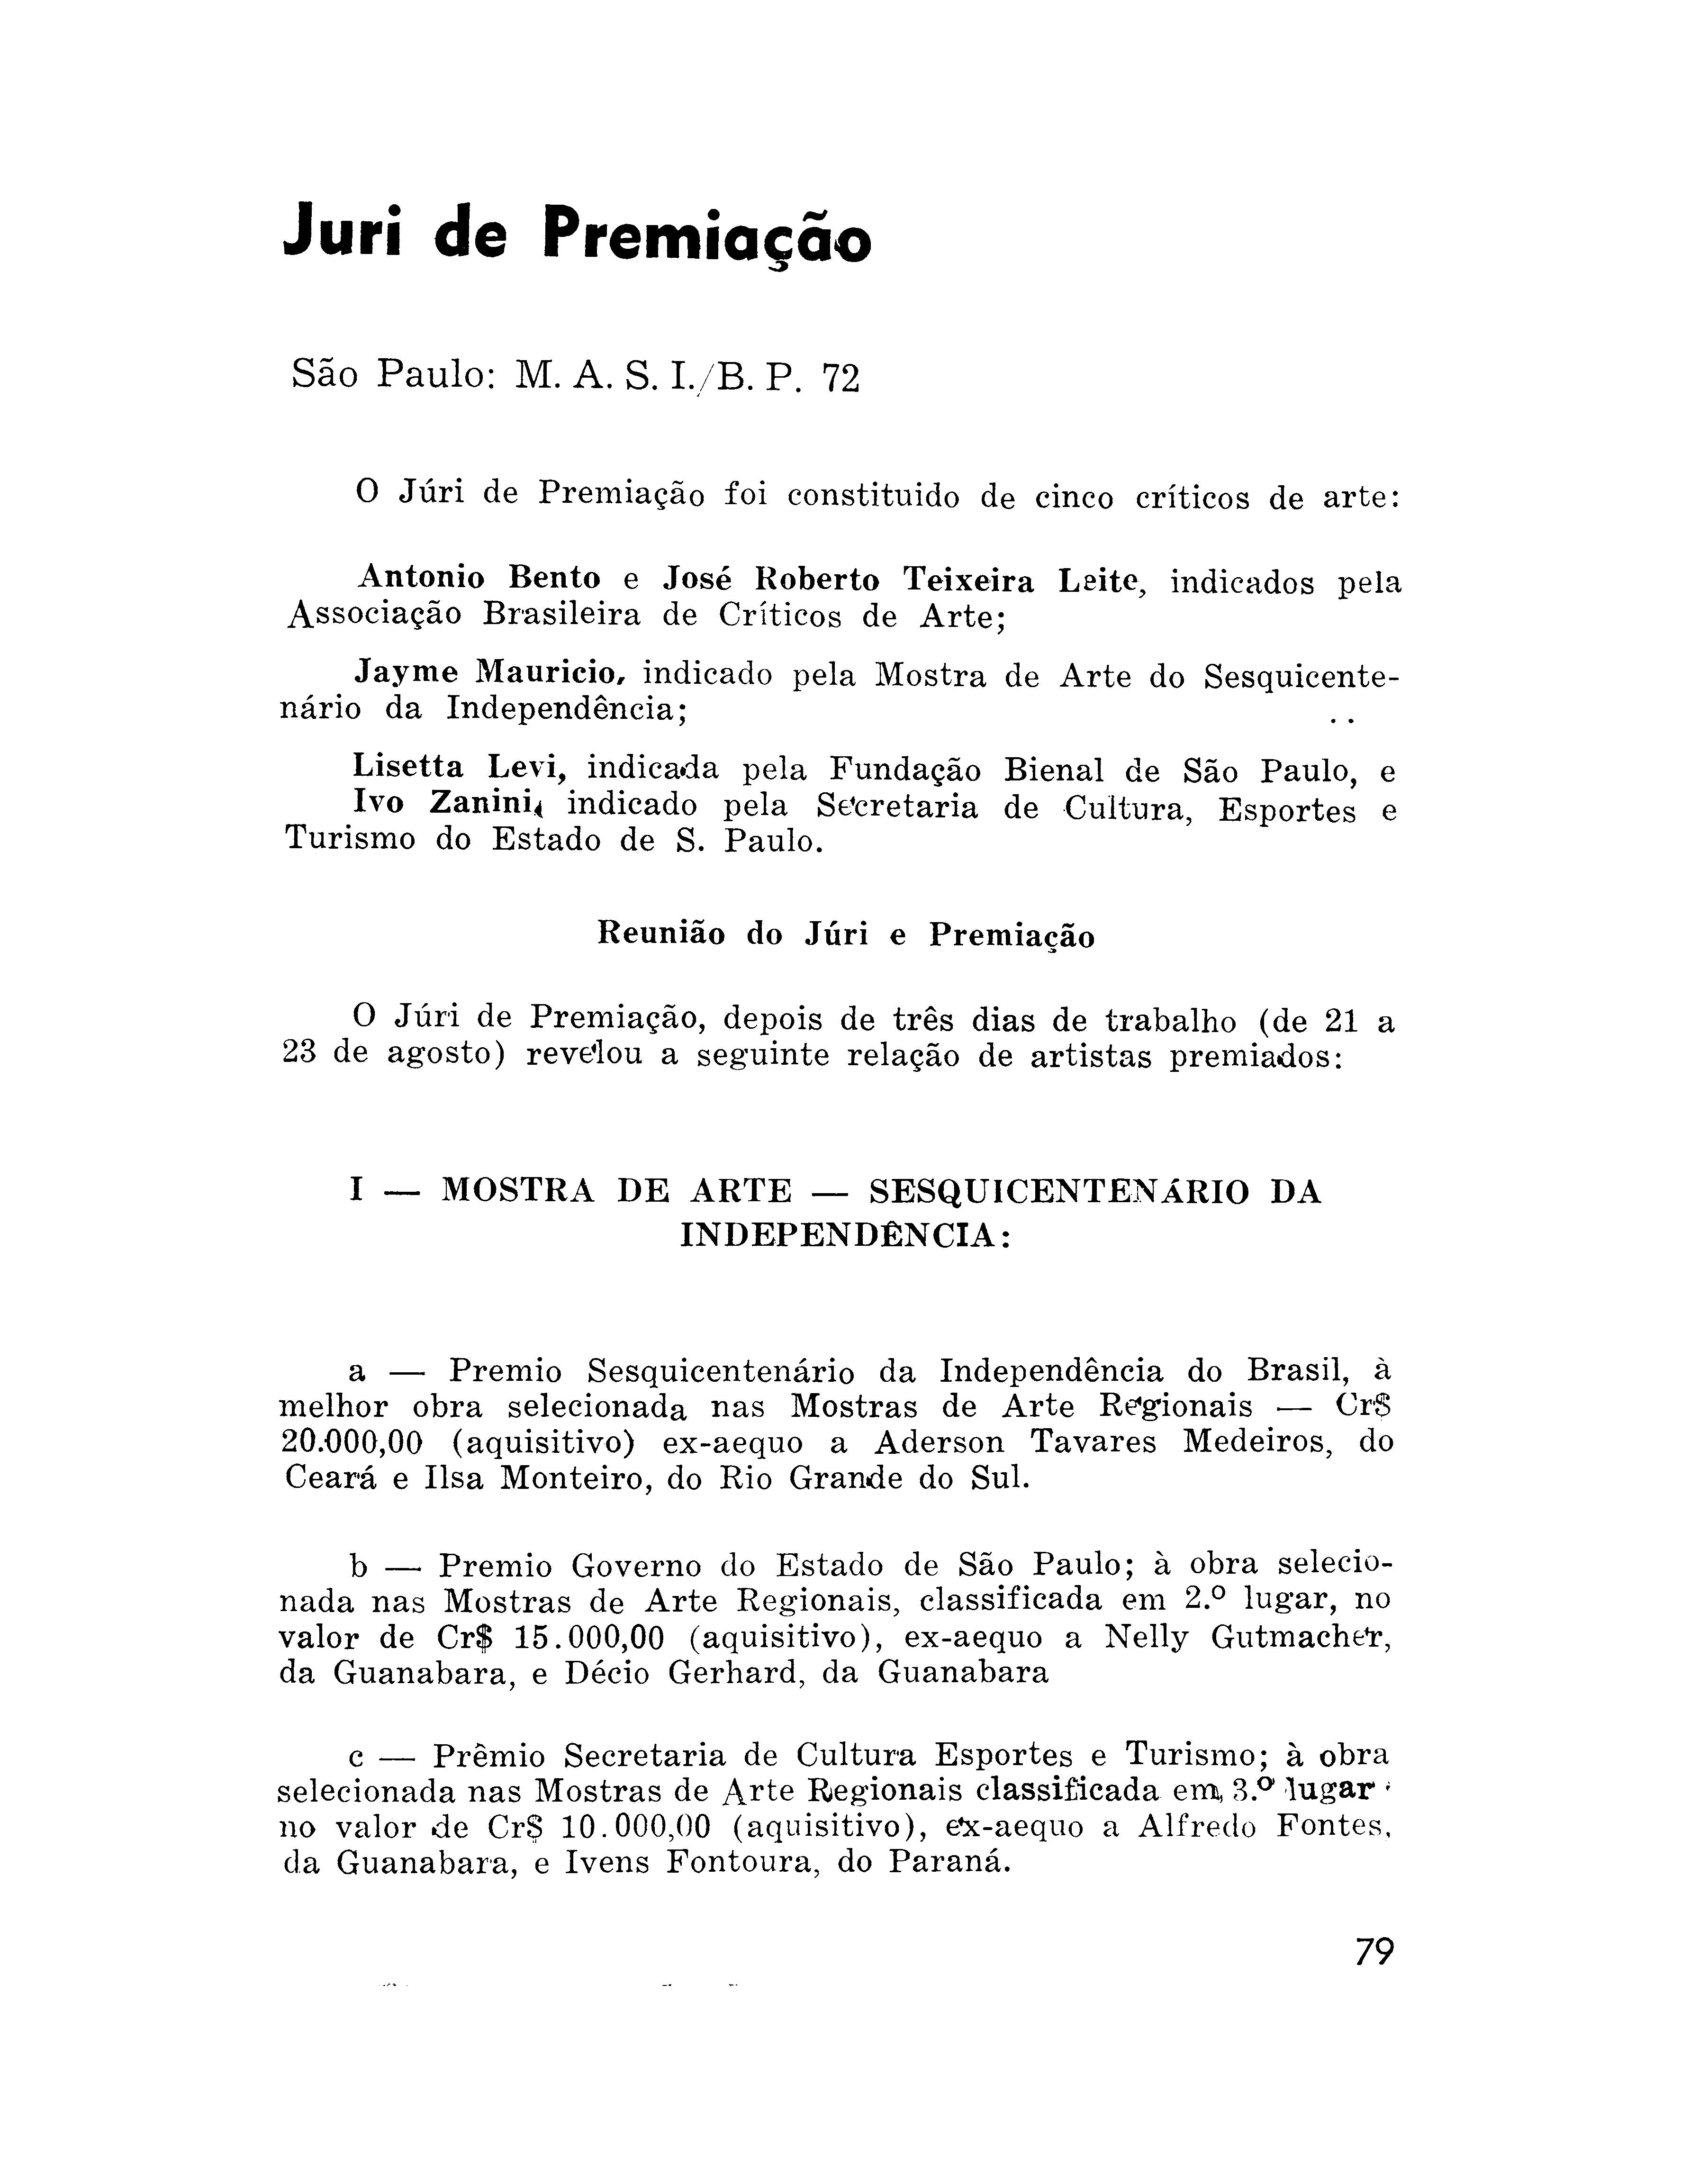 Juri de Premiação
São Paulo: M. A. S. I./B. P. 72
O Júri de Premiação foi constituido de cinco críticos de arte:
Antonio Bento e José Roberto Teixeira Leite, indicados pela
Associação Brasileira de Críticos de Arte;
Jayme Mauricio, indicado pela Mostra de Arte do Sesquicente-
nário da Independência;
Lisetta Levi, indicada pela Fundação Bienal de São Paulo, e
Ivo Zanini, indicado pela Secretaria de Cultura, Esportes e
Turismo do Estado de S. Paulo.
Reunião do Júri e Premiação
O Júri de Premiação, depois de três dias de trabalho (de 21 a
23 de agosto) revelou a seguinte relação de artistas premiados:
I — MOSTRA DE ARTE — SESQUICENTENÁRIO DA
INDEPENDÊNCIA:
a — Premio Sesquicentenário da Independência do Brasil, à
melhor obra selecionada nas Mostras de Arte Regionais — Cr$
20.000,00 (aquisitivo) ex-aequo a Aderson Tavares Medeiros, do
Ceará e Ilsa Monteiro, do Rio Grande do Sul.
b — Premio Governo do Estado de São Paulo; à obra selecio-
nada nas Mostras de Arte Regionais, classificada em 2.º lugar, no
valor de Cr$ 15.000,00 (aquisitivo), ex-aequo a Nelly Gutmacher,
da Guanabara, e Décio Gerhard, da Guanabara
c — Prêmio Secretaria de Cultura Esportes e Turismo; à obra
selecionada nas Mostras de Arte Regionais classificada em, 3.º lugar
no valor de Cr$ 10.000,00 (aquisitivo), ex-aequo a Alfredo Fontes,
da Guanabara, e Ivens Fontoura, do Paraná.
79